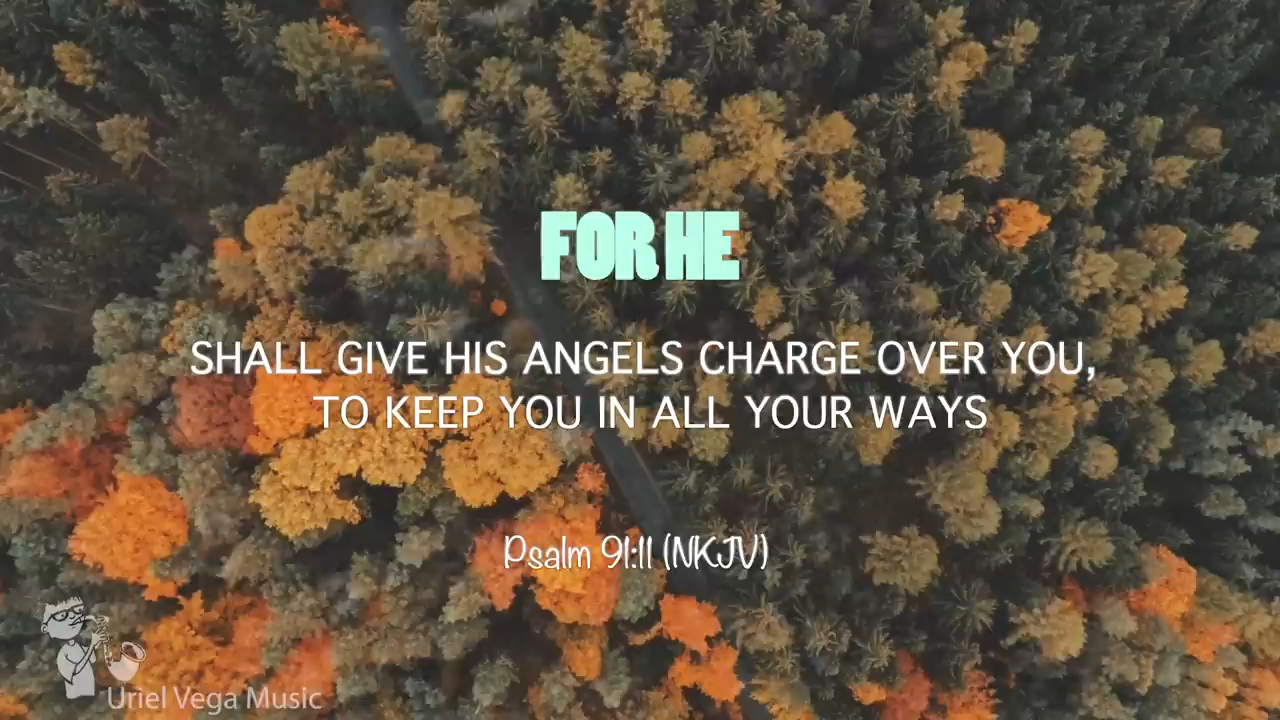 FOR HE
SHALL GIVE HIS ANGELS CHARGE OVER YOU,
TO KEEP YOU IN ALL YOUR WAYS
Psalm 91:11 (NKJV)
Uriel Vega Music